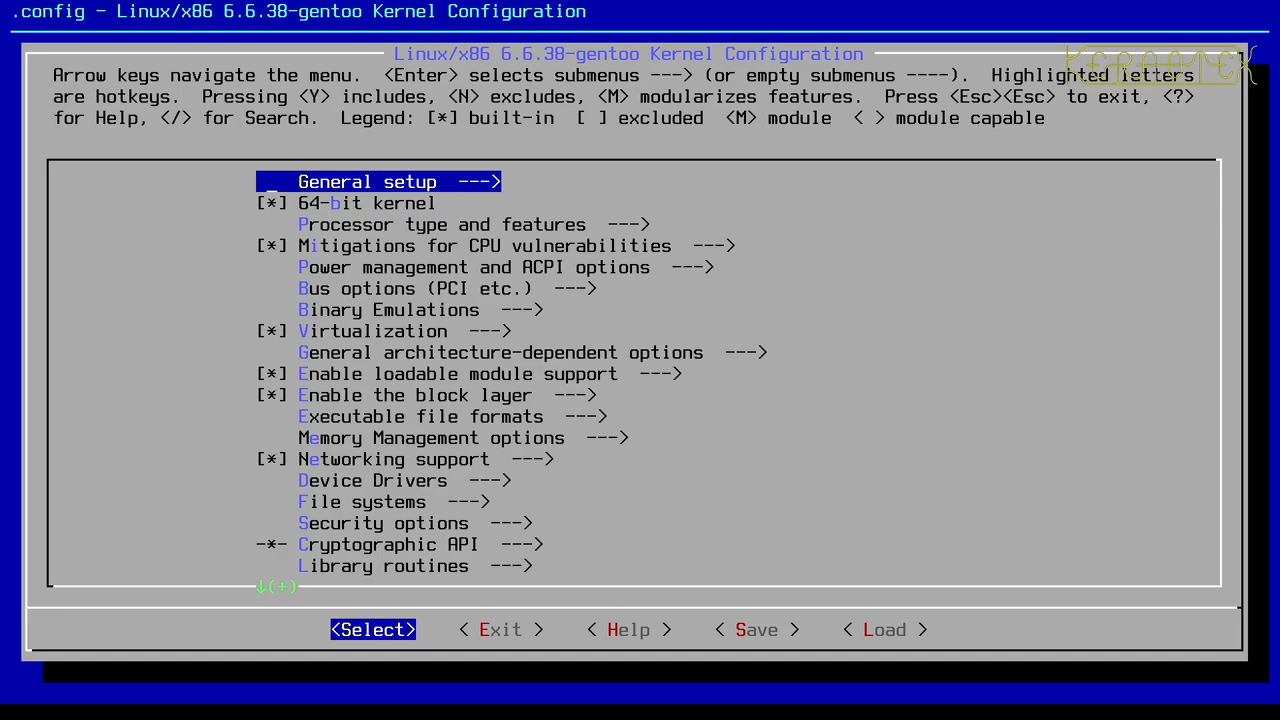 .config - Linux/x86 6.6.38-gentoo Kernel Configuration
Linux/x86 6.6.38-gentoo Kernel Configuration
KERNOTEX
Arrow keys navigate the menu.  <Enter> selects submenus ---> (or empty submenus ----).  Highlighted letters
are hotkeys.  Pressing <Y> includes, <N> excludes, <M> modularizes features.  Press <Esc><Esc> to exit, <?>
for Help, </> for Search.  Legend: [*] built-in  [ ] excluded  <M> module  < > module capable
General setup  --->
[*] 64-bit kernel
Processor type and features  --->
[*] Mitigations for CPU vulnerabilities  --->
Power management and ACPI options  --->
Bus options (PCI etc.)  --->
Binary Emulations  --->
[*] Virtualization  --->
General architecture-dependent options  --->
[*] Enable loadable module support  --->
[*] Enable the block layer  --->
Executable file formats  --->
Memory Management options  --->
[*] Networking support  --->
Device Drivers  --->
File systems  --->
Security options  --->
-*- Cryptographic API  --->
Library routines  --->
↓(+)
<Select>    < Exit >    < Help >    < Save >    < Load >